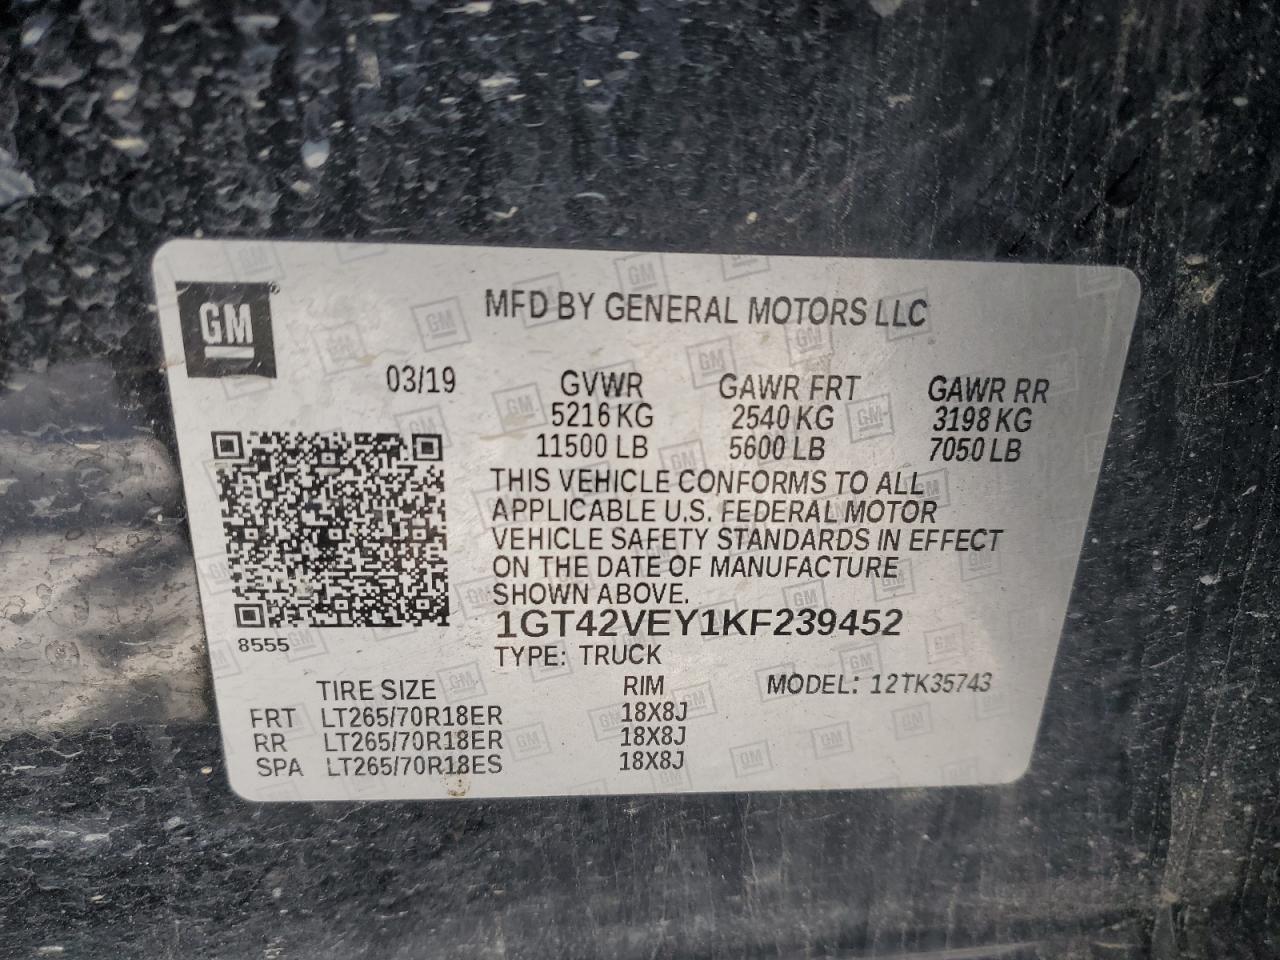 GM
MFD BY GENERAL MOTORS LLC
03/19
GVWR GAWR FRT GAWR RR
5216 KG 2540 KG 3198 KG
11500 LB 5600 LB 7050 LB
THIS VEHICLE CONFORMS TO ALL
APPLICABLE U.S. FEDERAL MOTOR
VEHICLE SAFETY STANDARDS IN EFFECT
ON THE DATE OF MANUFACTURE
SHOWN ABOVE.
1GT42VEY1KF239452
8555
TYPE: TRUCK
TIRE SIZE RIM MODEL: 12TK35743
FRT LT265/70R18ER 18X8J
RR LT265/70R18ER 18X8J
SPA LT265/70R18ES 18X8J